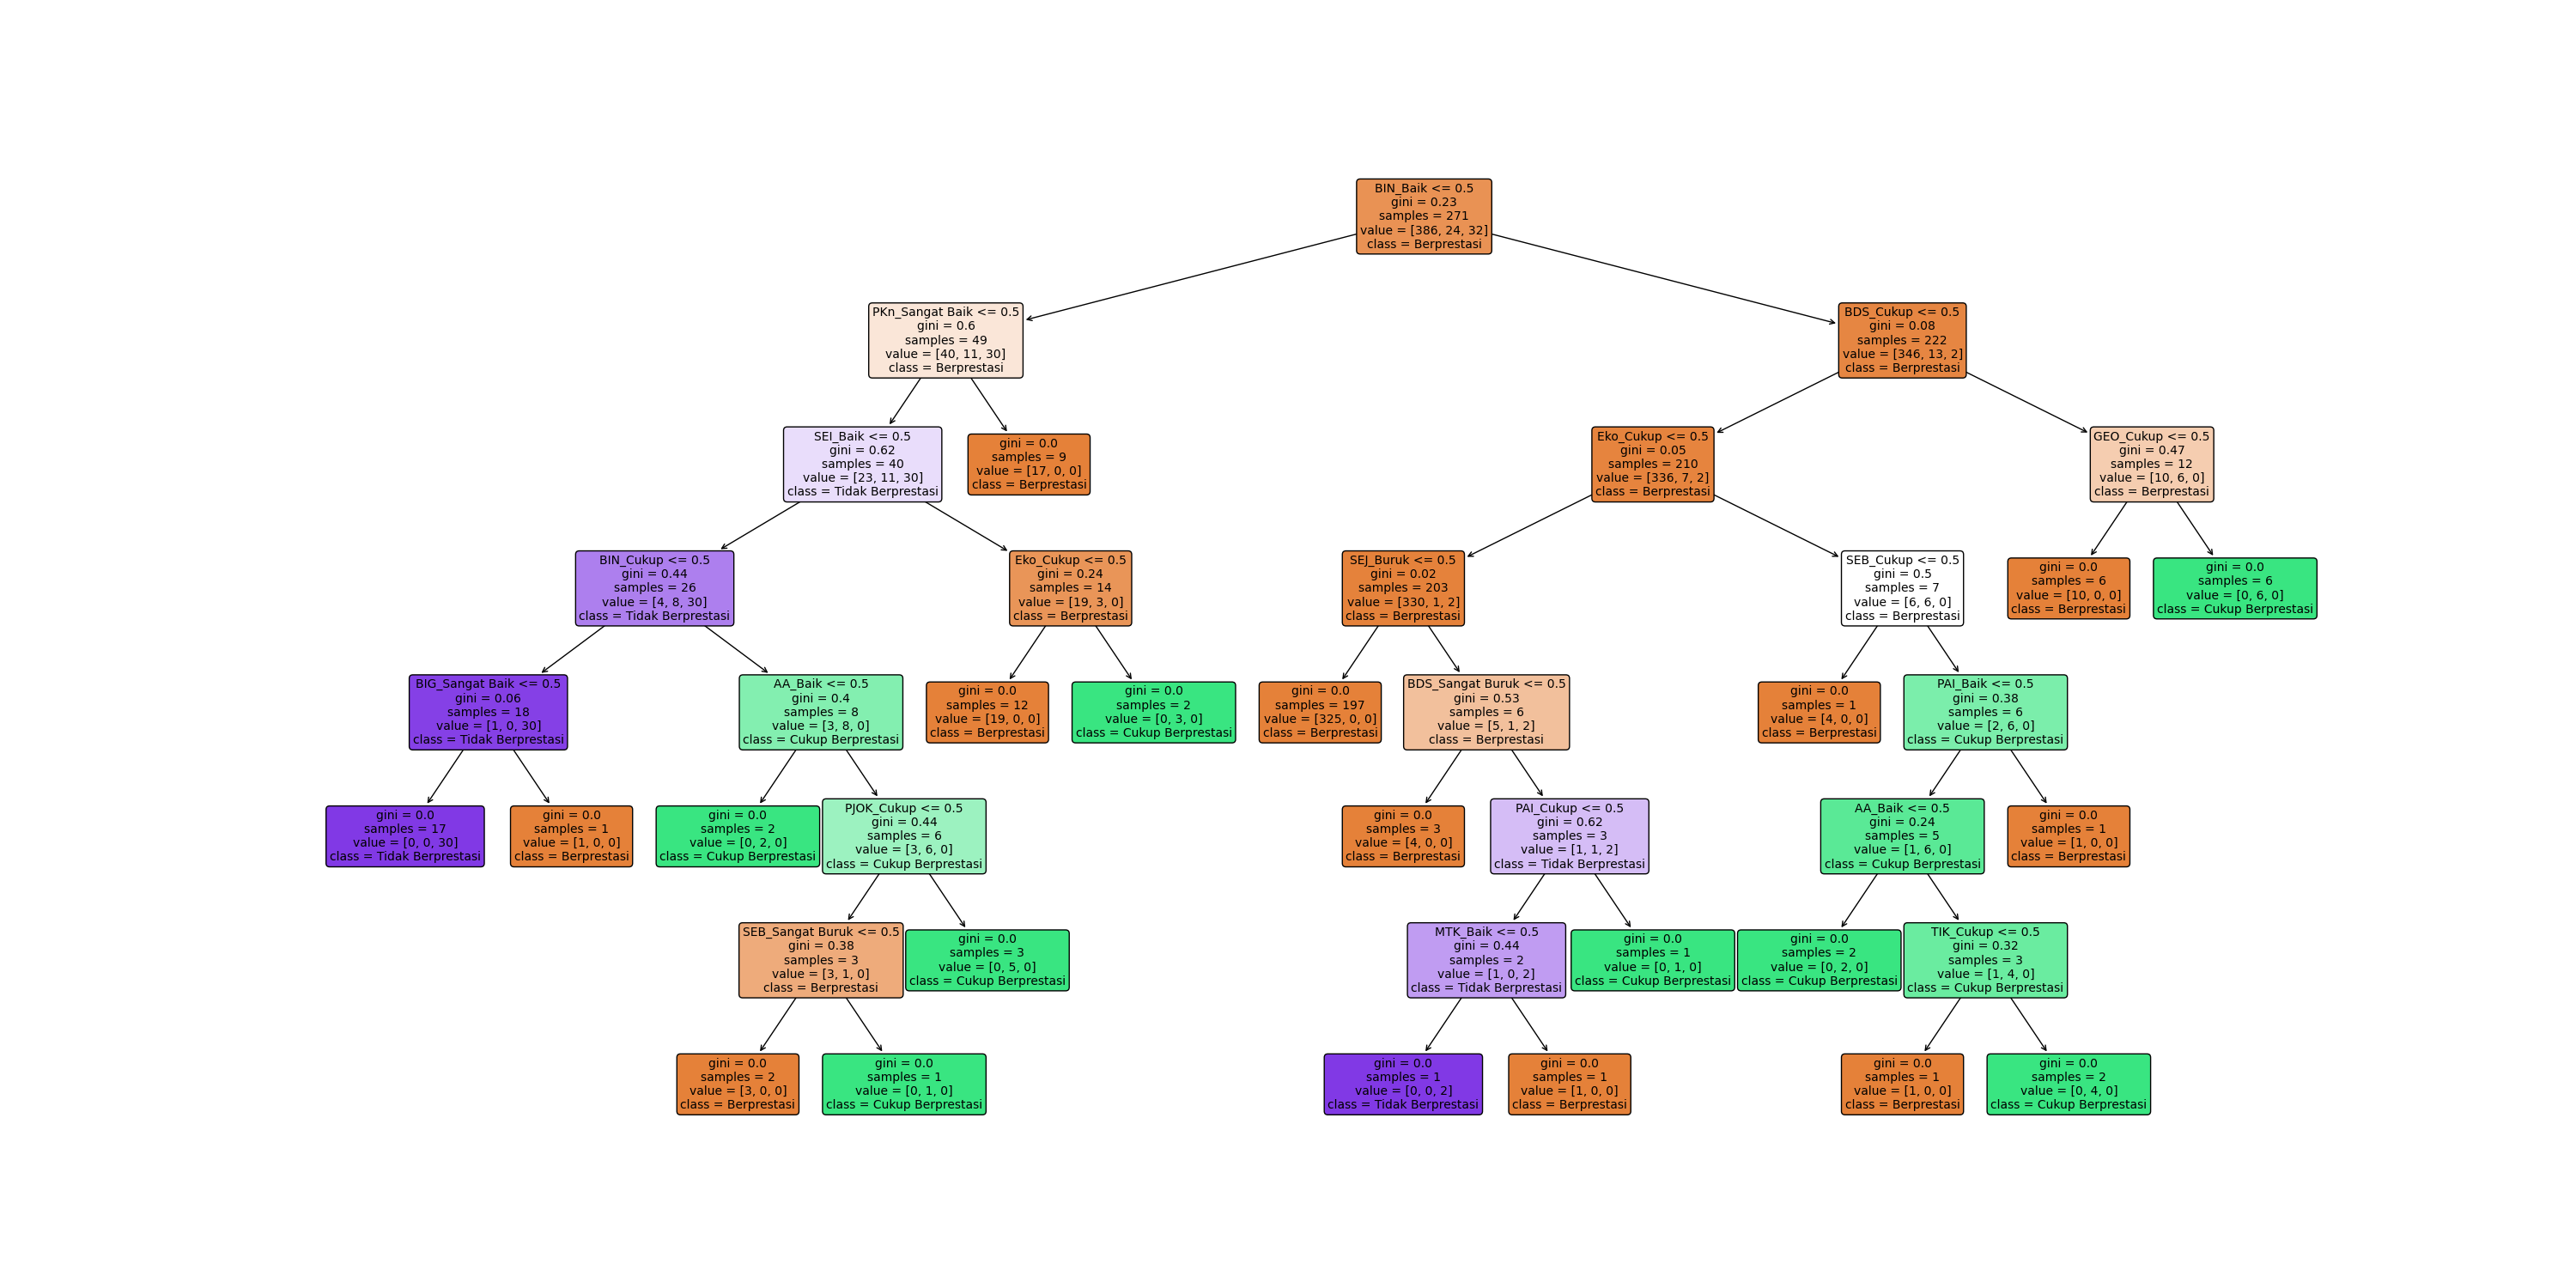 BIN_Baik <= 0.5
gini = 0.23
samples = 271
value = [386, 24, 32]
class = Berprestasi
PKn_Sangat Baik <= 0.5
gini = 0.6
samples = 49
value = [40, 11, 30]
class = Berprestasi
BDS_Cukup <= 0.5
gini = 0.08
samples = 222
value = [346, 13, 2]
class = Berprestasi
SEI_Baik <= 0.5
gini = 0.62
samples = 40
value = [23, 11, 30]
class = Tidak Berprestasi
gini = 0.0
samples = 9
value = [17, 0, 0]
class = Berprestasi
Eko_Cukup <= 0.5
gini = 0.05
samples = 210
value = [336, 7, 2]
class = Berprestasi
GEO_Cukup <= 0.5
gini = 0.47
samples = 12
value = [10, 6, 0]
class = Berprestasi
BIN_Cukup <= 0.5
gini = 0.44
samples = 26
value = [4, 8, 30]
class = Tidak Berprestasi
Eko_Cukup <= 0.5
gini = 0.24
samples = 14
value = [19, 3, 0]
class = Berprestasi
SEJ_Buruk <= 0.5
gini = 0.02
samples = 203
value = [330, 1, 2]
class = Berprestasi
SEB_Cukup <= 0.5
gini = 0.5
samples = 7
value = [6, 6, 0]
class = Berprestasi
gini = 0.0
samples = 6
value = [10, 0, 0]
class = Berprestasi
gini = 0.0
samples = 6
value = [0, 6, 0]
class = Cukup Berprestasi
BIG_Sangat Baik <= 0.5
gini = 0.06
samples = 18
value = [1, 0, 30]
class = Tidak Berprestasi
AA_Baik <= 0.5
gini = 0.4
samples = 8
value = [3, 8, 0]
class = Cukup Berprestasi
gini = 0.0
samples = 12
value = [19, 0, 0]
class = Berprestasi
gini = 0.0
samples = 2
value = [0, 3, 0]
class = Cukup Berprestasi
gini = 0.0
samples = 197
value = [325, 0, 0]
class = Berprestasi
BDS_Sangat Buruk <= 0.5
gini = 0.53
samples = 6
value = [5, 1, 2]
class = Berprestasi
gini = 0.0
samples = 1
value = [4, 0, 0]
class = Berprestasi
PAI_Baik <= 0.5
gini = 0.38
samples = 6
value = [2, 6, 0]
class = Cukup Berprestasi
gini = 0.0
samples = 17
value = [0, 0, 30]
class = Tidak Berprestasi
gini = 0.0
samples = 1
value = [1, 0, 0]
class = Berprestasi
gini = 0.0
samples = 2
value = [0, 2, 0]
class = Cukup Berprestasi
PJOK_Cukup <= 0.5
gini = 0.44
samples = 6
value = [3, 6, 0]
class = Cukup Berprestasi
gini = 0.0
samples = 3
value = [4, 0, 0]
class = Berprestasi
PAI_Cukup <= 0.5
gini = 0.62
samples = 3
value = [1, 1, 2]
class = Tidak Berprestasi
AA_Baik <= 0.5
gini = 0.24
samples = 5
value = [1, 6, 0]
class = Cukup Berprestasi
gini = 0.0
samples = 1
value = [1, 0, 0]
class = Berprestasi
SEB_Sangat Buruk <= 0.5
gini = 0.38
samples = 3
value = [3, 1, 0]
class = Berprestasi
gini = 0.0
samples = 3
value = [0, 5, 0]
class = Cukup Berprestasi
MTK_Baik <= 0.5
gini = 0.44
samples = 2
value = [1, 0, 2]
class = Tidak Berprestasi
gini = 0.0
samples = 1
value = [0, 1, 0]
class = Cukup Berprestasi
gini = 0.0
samples = 2
value = [0, 2, 0]
class = Cukup Berprestasi
TIK_Cukup <= 0.5
gini = 0.32
samples = 3
value = [1, 4, 0]
class = Cukup Berprestasi
gini = 0.0
samples = 2
value = [3, 0, 0]
class = Berprestasi
gini = 0.0
samples = 1
value = [0, 1, 0]
class = Cukup Berprestasi
gini = 0.0
samples = 1
value = [0, 0, 2]
class = Tidak Berprestasi
gini = 0.0
samples = 1
value = [1, 0, 0]
class = Berprestasi
gini = 0.0
samples = 1
value = [1, 0, 0]
class = Berprestasi
gini = 0.0
samples = 2
value = [0, 4, 0]
class = Cukup Berprestasi